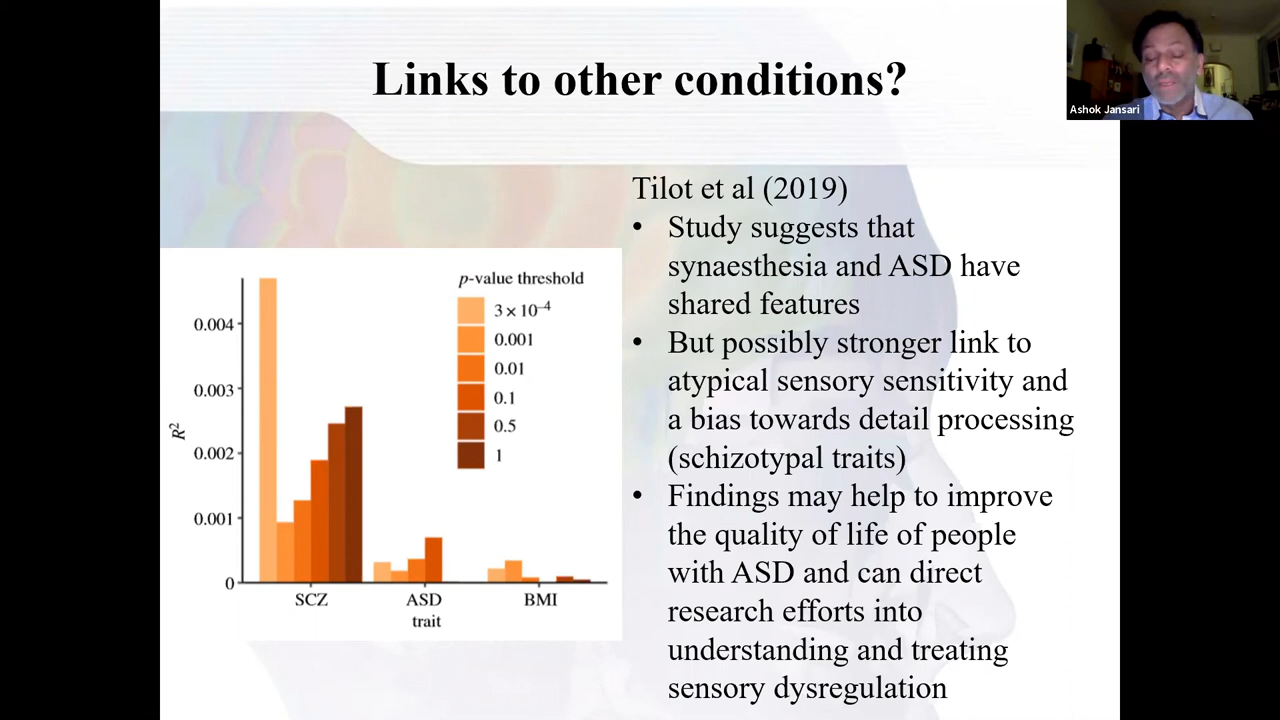 Links to other conditions?
Ashok Jansari
Tilot et al (2019)
• Study suggests that
synaesthesia and ASD have
shared features
• But possibly stronger link to
atypical sensory sensitivity and
a bias towards detail processing
(schizotypal traits)
• Findings may help to improve
the quality of life of people
with ASD and can direct
research efforts into
understanding and treating
sensory dysregulation
p-value threshold
3 × 10⁻⁴
0.001
0.01
0.1
0.5
1
R²
0.004
0.003
0.002
0.001
0
SCZ
ASD
BMI
trait